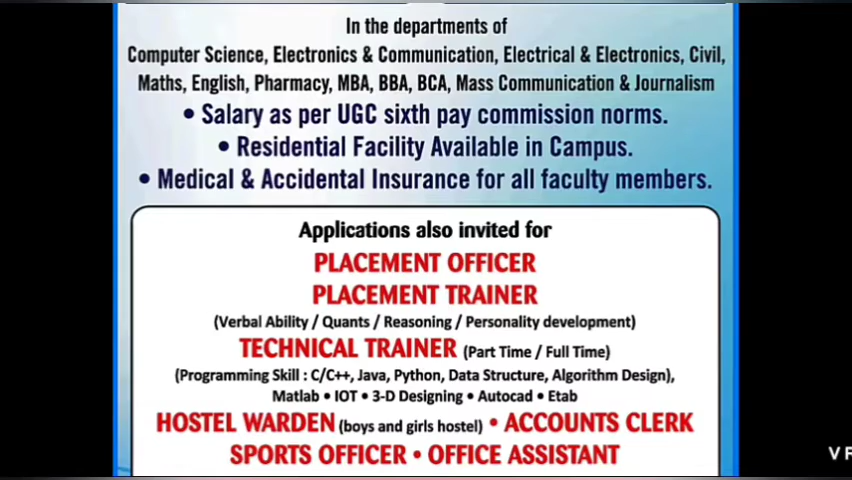 In the departments of
Computer Science, Electronics & Communication, Electrical & Electronics, Civil,
Maths, English, Pharmacy, MBA, BBA, BCA, Mass Communication & Journalism
• Salary as per UGC sixth pay commission norms.
• Residential Facility Available in Campus.
• Medical & Accidental Insurance for all faculty members.
Applications also invited for
PLACEMENT OFFICER
PLACEMENT TRAINER
(Verbal Ability / Quants / Reasoning / Personality development)
TECHNICAL TRAINER (Part Time / Full Time)
(Programming Skill : C/C++, Java, Python, Data Structure, Algorithm Design),
Matlab • IOT • 3-D Designing • Autocad • Etab
HOSTEL WARDEN (boys and girls hostel) • ACCOUNTS CLERK
SPORTS OFFICER • OFFICE ASSISTANT